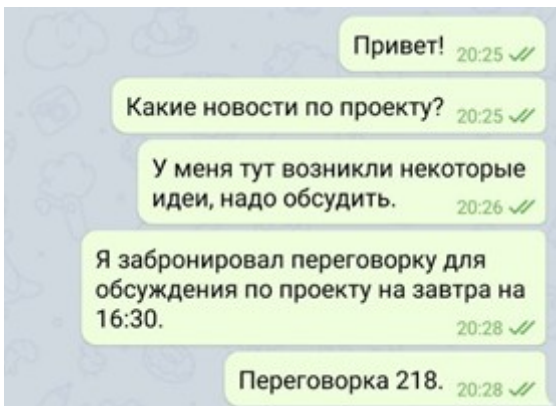 Привет! 20:25
Какие новости по проекту? 20:25
У меня тут возникли некоторые
идеи, надо обсудить. 20:26
Я забронировал переговорку для
обсуждения по проекту на завтра на
16:30. 20:28
Переговорка 218. 20:28